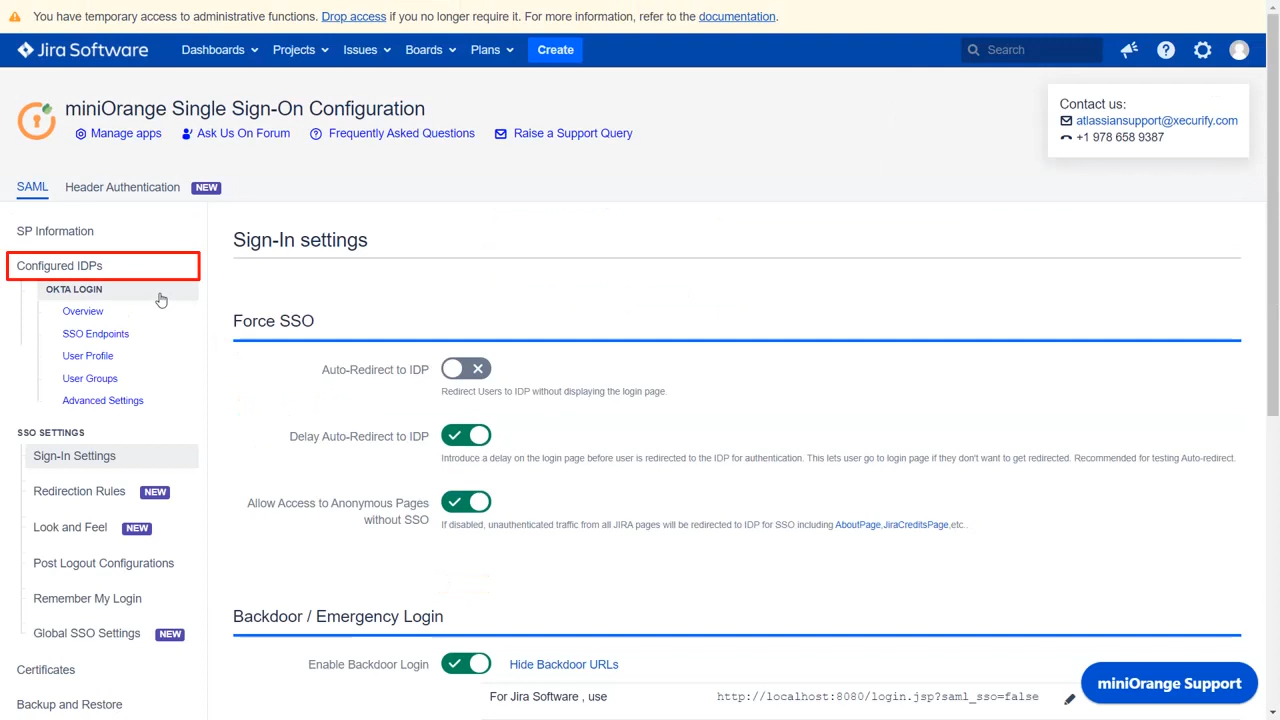 You have temporary access to administrative functions. Drop access if you no longer require it. For more information, refer to the documentation.
Jira Software Dashboards Projects Issues Boards Plans Create Search
miniOrange Single Sign-On Configuration
Manage apps Ask Us On Forum Frequently Asked Questions Raise a Support Query
Contact us:
atlassiansupport@xecurify.com
+1 978 658 9387
SAML Header Authentication NEW
SP Information
Configured IDPs
OKTA LOGIN
Overview
SSO Endpoints
User Profile
User Groups
Advanced Settings
SSO SETTINGS
Sign-In Settings
Redirection Rules NEW
Look and Feel NEW
Post Logout Configurations
Remember My Login
Global SSO Settings NEW
Certificates
Backup and Restore
Sign-In settings
Force SSO
Auto-Redirect to IDP
Redirect Users to IDP without displaying the login page.
Delay Auto-Redirect to IDP
Introduce a delay on the login page before user is redirected to the IDP for authentication. This lets user go to login page if they don't want to get redirected. Recommended for testing Auto-redirect.
Allow Access to Anonymous Pages
without SSO
If disabled, unauthenticated traffic from all JIRA pages will be redirected to IDP for SSO including AboutPage,JiraCreditsPage,etc..
Backdoor / Emergency Login
Enable Backdoor Login Hide Backdoor URLs
For Jira Software , use http://localhost:8080/login.jsp?saml_sso=false
miniOrange Support